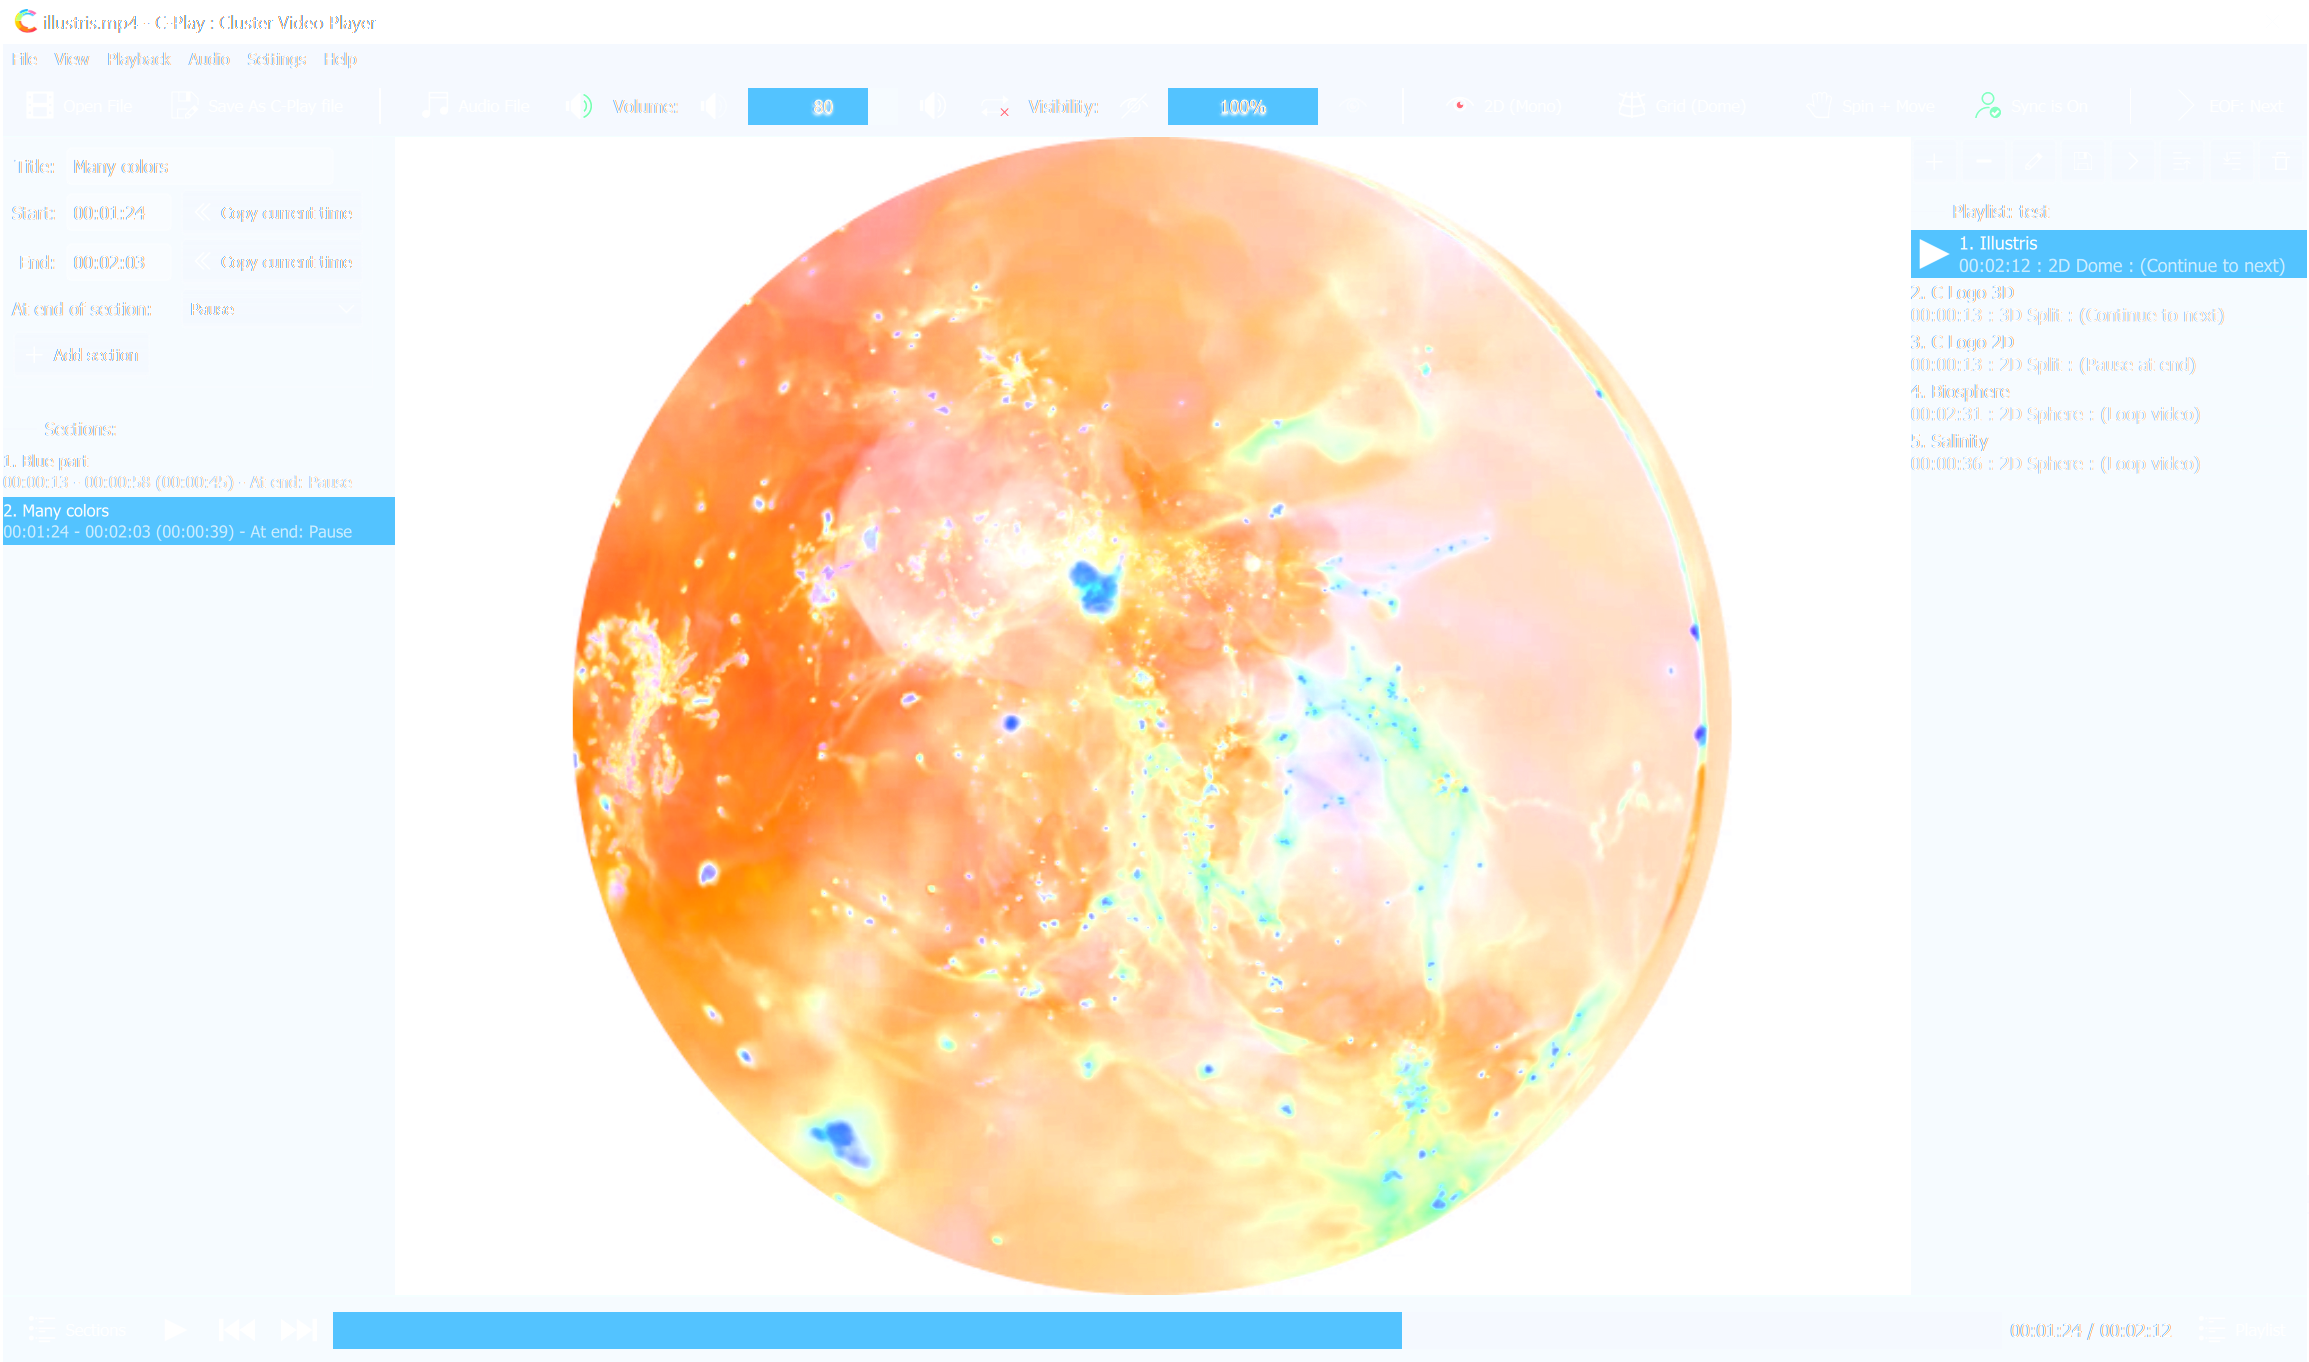 illustris.mp4 - C-Play : Cluster Video Player
File View Playback Audio Settings Help
Open File Save As C-Play file Audio File Volume: 80 Visibility: 100% 2D (Mono) Grid (Dome) Spin + Move Sync is On EOF: Next
Title: Many colors
Start: 00:01:24 Copy current time
End: 00:02:03 Copy current time
At end of section: Pause
Add section
Sections:
1. Blue part
00:00:13 - 00:00:58 (00:00:45) - At end: Pause
2. Many colors
00:01:24 - 00:02:03 (00:00:39) - At end: Pause
Playlist: test
1. Illustris
00:02:12 : 2D Dome : (Continue to next)
2. C Logo 3D
00:00:13 : 3D Split : (Continue to next)
3. C Logo 2D
00:00:13 : 2D Split : (Pause at end)
4. Biosphere
00:02:31 : 2D Sphere : (Loop video)
5. Salinity
00:00:36 : 2D Sphere : (Loop video)
Sections 00:01:24 / 00:02:12 Playlist